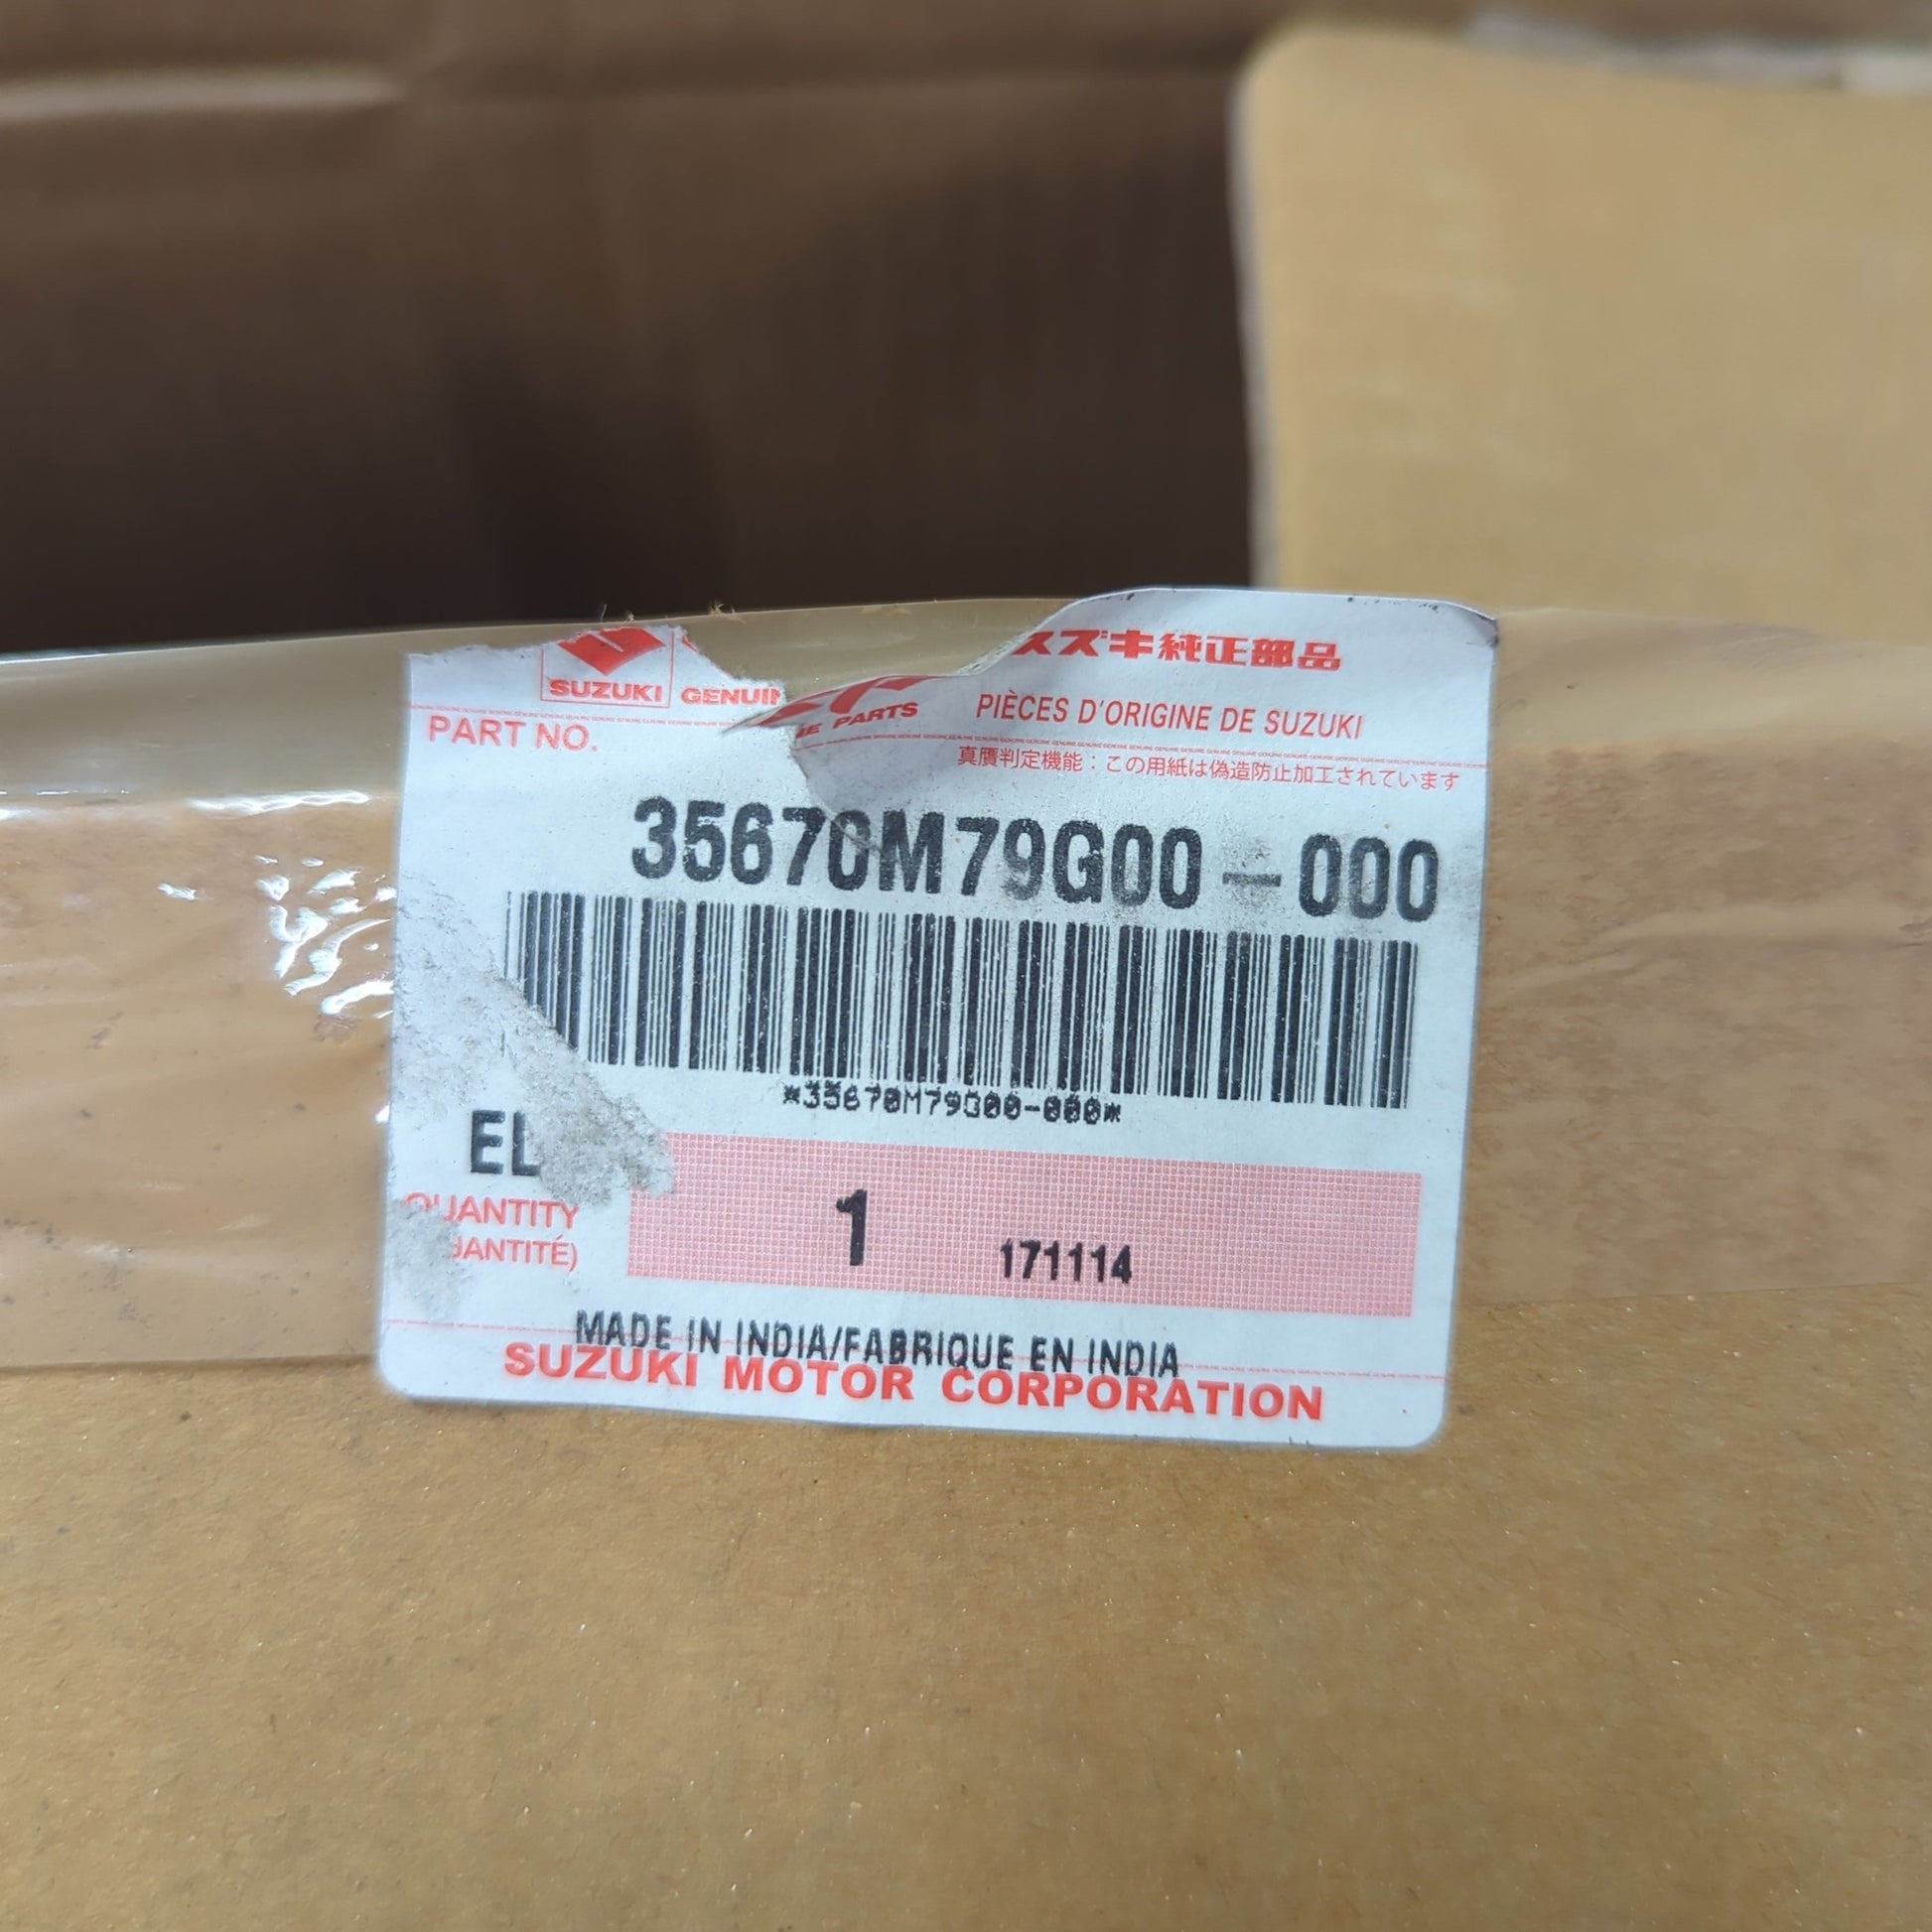 SUZUKI GENUIN
PARTS
スズキ純正部品
PIÈCES D'ORIGINE DE SUZUKI
PART NO.
真贋判定機能：この用紙は偽造防止加工されています
35670M79G00-000
*35670M79G00-000*
QUANTITY
1 171114
MADE IN INDIA/FABRIQUE EN INDIA
SUZUKI MOTOR CORPORATION